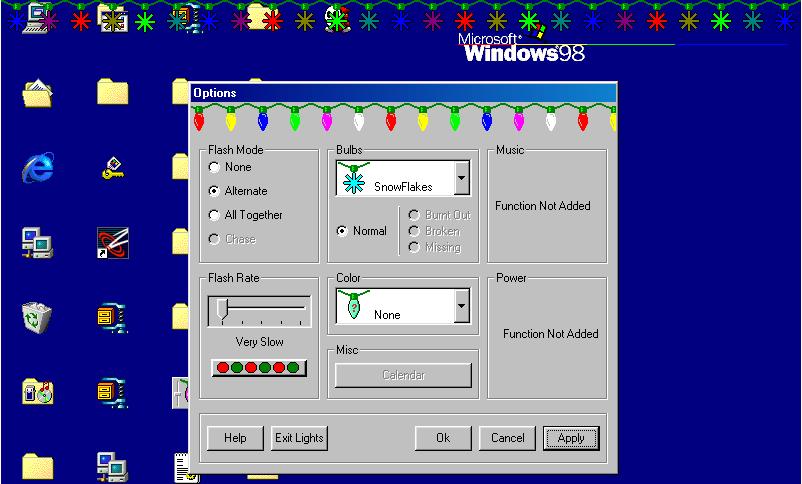 Microsoft®
Windows 98
Options
Flash Mode
None
Alternate
All Together
Chase
Bulbs
SnowFlakes
Normal
Burnt Out
Broken
Missing
Music
Function Not Added
Flash Rate
Very Slow
Color
?
None
Misc
Calendar
Power
Function Not Added
Help
Exit Lights
Ok
Cancel
Apply